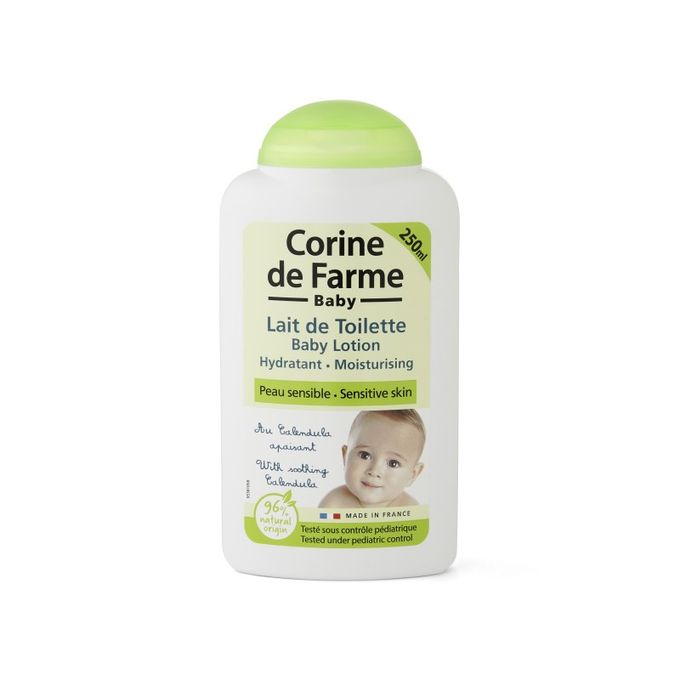 250ml
Corine
de Farme
Baby
Lait de Toilette
Baby Lotion
Hydratant • Moisturising
Peau sensible • Sensitive skin
Au Calendula
apaisant
With soothing
Calendula
96%
natural
origin
MADE IN FRANCE
Testé sous contrôle pédiatrique
Tested under pediatric control